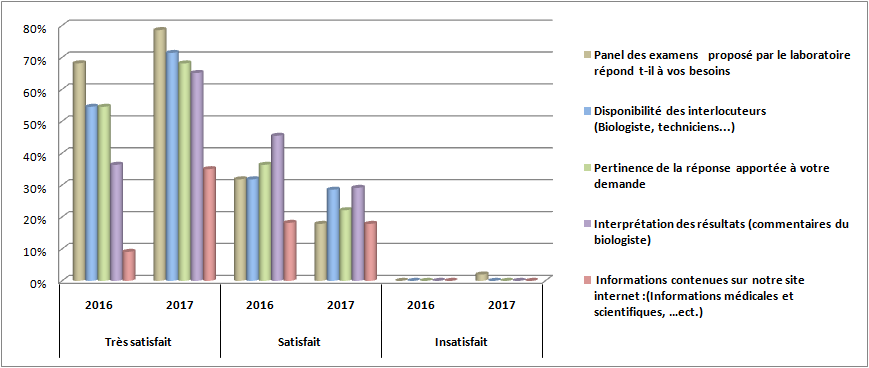 80%
70%
60%
50%
40%
30%
20%
10%
0%
2016 2017 2016 2017 2016 2017
Très satisfait Satisfait Insatisfait
Panel des examens proposé par le laboratoire
répond t-il à vos besoins
Disponibilité des interlocuteurs
(Biologiste, techniciens...)
Pertinence de la réponse apportée à votre
demande
Interprétation des résultats (commentaires du
biologiste)
Informations contenues sur notre site
internet :(Informations médicales et
scientifiques, ...ect.)